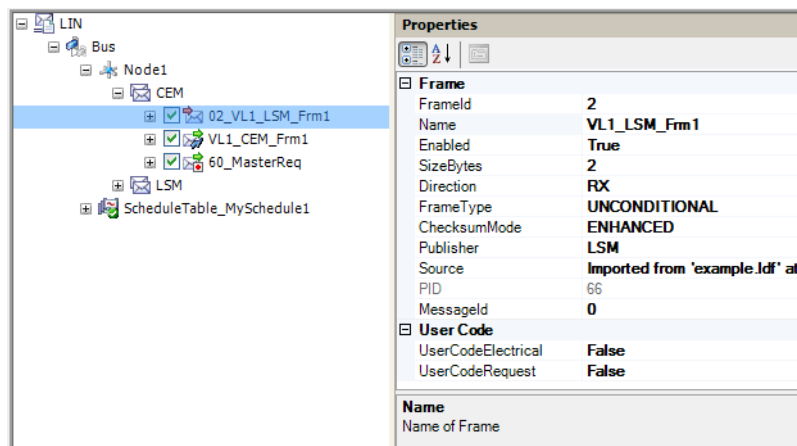 LIN
Bus
Node1
CEM
02_VL1_LSM_Frm1
VL1_CEM_Frm1
60_MasterReq
LSM
ScheduleTable_MySchedule1
Properties
Frame
FrameId 2
Name VL1_LSM_Frm1
Enabled True
SizeBytes 2
Direction RX
FrameType UNCONDITIONAL
ChecksumMode ENHANCED
Publisher LSM
Source Imported from 'example.ldf' at
PID 66
MessageId 0
User Code
UserCodeElectrical False
UserCodeRequest False
Name
Name of Frame